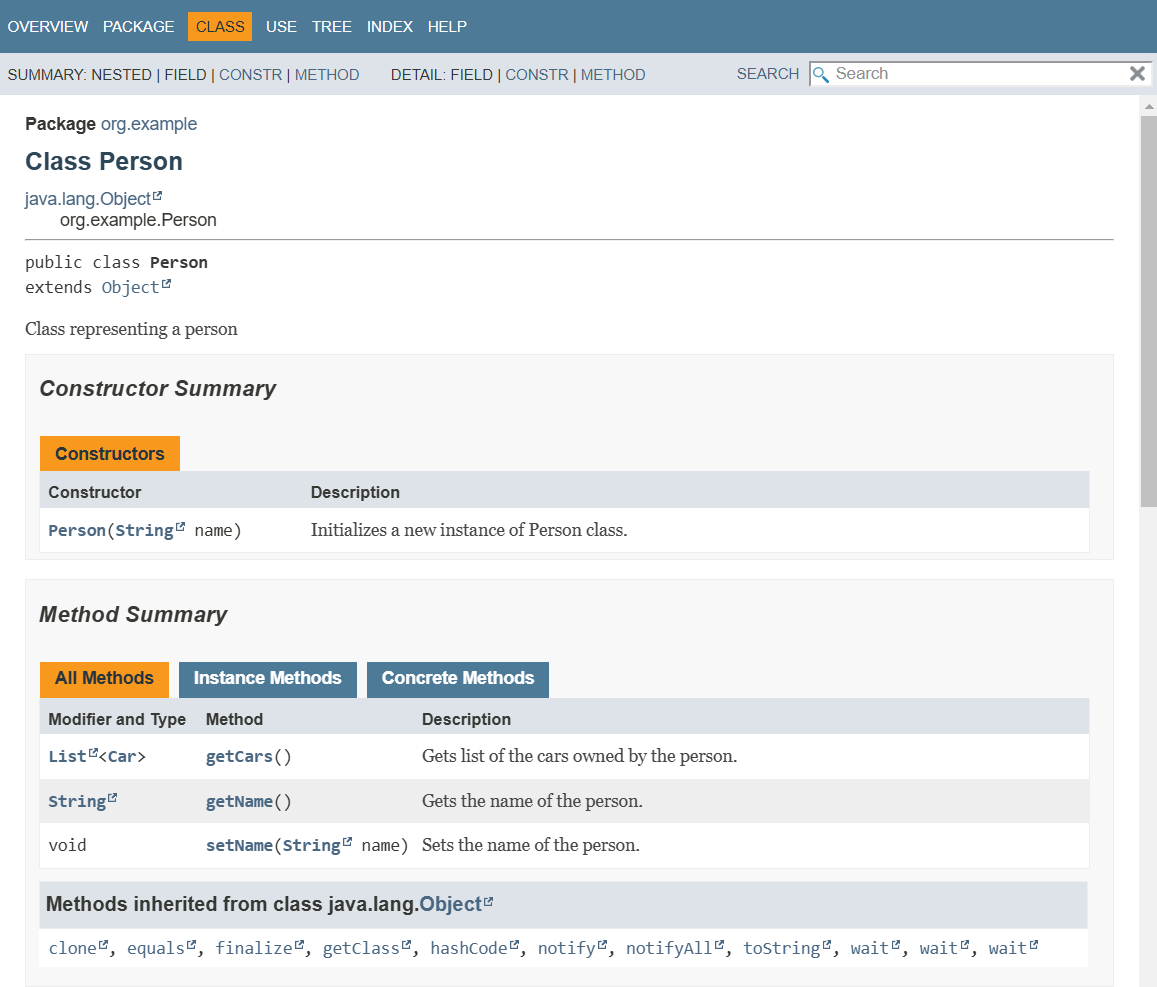 OVERVIEW PACKAGE CLASS USE TREE INDEX HELP
SUMMARY: NESTED | FIELD | CONSTR | METHOD DETAIL: FIELD | CONSTR | METHOD SEARCH Search
Package org.example
Class Person
java.lang.Object
org.example.Person
public class Person
extends Object
Class representing a person
Constructor Summary
Constructors
Constructor Description
Person(String name) Initializes a new instance of Person class.
Method Summary
All Methods Instance Methods Concrete Methods
Modifier and Type Method Description
List<Car> getCars() Gets list of the cars owned by the person.
String getName() Gets the name of the person.
void setName(String name) Sets the name of the person.
Methods inherited from class java.lang.Object
clone, equals, finalize, getClass, hashCode, notify, notifyAll, toString, wait, wait, wait